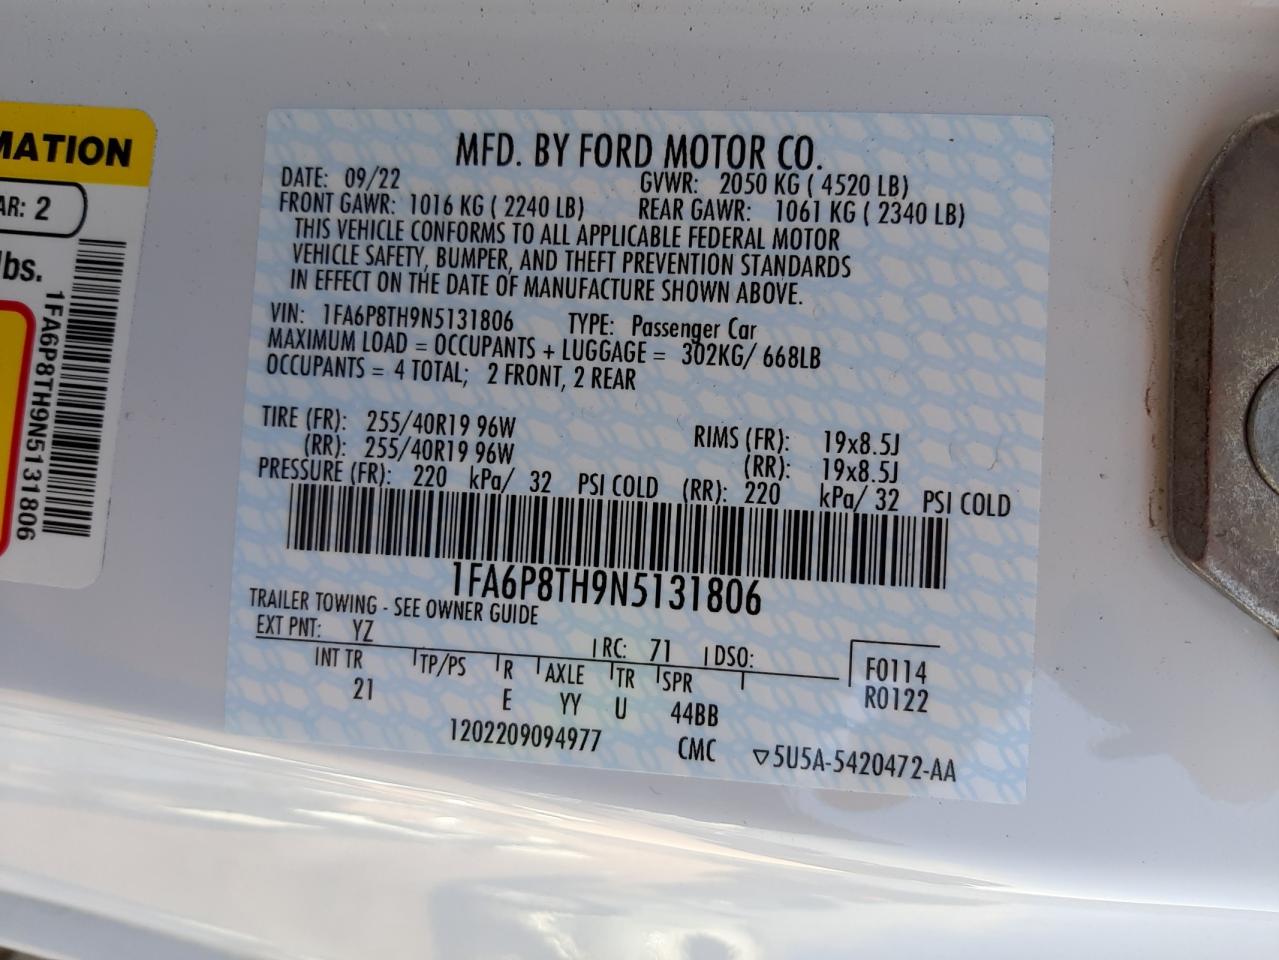 MATION
AR: 2
lbs.
1FA6P8TH9N5131806
MFD. BY FORD MOTOR CO.
DATE: 09/22 GVWR: 2050 KG ( 4520 LB)
FRONT GAWR: 1016 KG ( 2240 LB) REAR GAWR: 1061 KG ( 2340 LB)
THIS VEHICLE CONFORMS TO ALL APPLICABLE FEDERAL MOTOR
VEHICLE SAFETY, BUMPER, AND THEFT PREVENTION STANDARDS
IN EFFECT ON THE DATE OF MANUFACTURE SHOWN ABOVE.
VIN: 1FA6P8TH9N5131806 TYPE: Passenger Car
MAXIMUM LOAD = OCCUPANTS + LUGGAGE = 302KG/ 668LB
OCCUPANTS = 4 TOTAL; 2 FRONT, 2 REAR
TIRE (FR): 255/40R19 96W RIMS (FR): 19x8.5J
(RR): 255/40R19 96W (RR): 19x8.5J
PRESSURE (FR): 220 kPa/ 32 PSI COLD (RR): 220 kPa/ 32 PSI COLD
1FA6P8TH9N5131806
TRAILER TOWING - SEE OWNER GUIDE
EXT PNT: YZ RC: 71 DSO: F0114
INT TR TP/PS R AXLE TR SPR R0122
21 E YY U 44BB
1202209094977 CMC ▽5U5A-5420472-AA